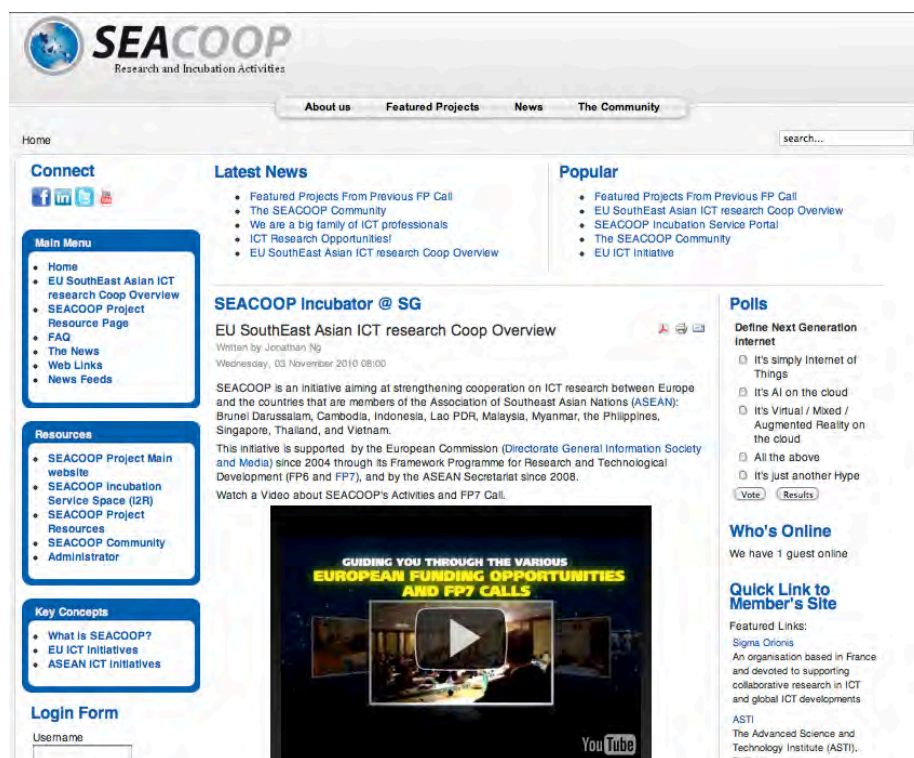 SEACOOP
Research and Incubation Activities
About us Featured Projects News The Community
Home
search...
Connect
Main Menu
Home
EU SouthEast Asian ICT
research Coop Overview
SEACOOP Project
Resource Page
FAQ
The News
Web Links
News Feeds
Resources
SEACOOP Project Main
website
SEACOOP Incubation
Service Space (I2R)
SEACOOP Project
Resources
SEACOOP Community
Administrator
Key Concepts
What is SEACOOP?
EU ICT Initiatives
ASEAN ICT Initiatives
Login Form
Username
Latest News
Featured Projects From Previous FP Call
The SEACOOP Community
We are a big family of ICT professionals
ICT Research Opportunities!
EU SouthEast Asian ICT research Coop Overview
Popular
Featured Projects From Previous FP Call
EU SouthEast Asian ICT research Coop Overview
SEACOOP Incubation Service Portal
The SEACOOP Community
EU ICT Initiative
SEACOOP Incubator @ SG
EU SouthEast Asian ICT research Coop Overview
Written by Jonathan Ng
Wednesday, 03 November 2010 08:00
SEACOOP is an initiative aiming at strengthening cooperation on ICT research between Europe
and the countries that are members of the Association of Southeast Asian Nations (ASEAN):
Brunei Darussalam, Cambodia, Indonesia, Lao PDR, Malaysia, Myanmar, the Philippines,
Singapore, Thailand, and Vietnam.
This initiative is supported by the European Commission (Directorate General Information Society
and Media) since 2004 through its Framework Programme for Research and Technological
Development (FP6 and FP7), and by the ASEAN Secretariat since 2008.
Watch a Video about SEACOOP's Activities and FP7 Call.
GUIDING YOU THROUGH THE VARIOUS
EUROPEAN FUNDING OPPORTUNITIES
AND FP7 CALLS
YouTube
Polls
Define Next Generation
Internet
It's simply Internet of
Things
It's AI on the cloud
It's Virtual / Mixed /
Augmented Reality on
the cloud
All the above
It's just another Hype
Vote Results
Who's Online
We have 1 guest online
Quick Link to
Member's Site
Featured Links:
Sigma Orionis
An organisation based in France
and devoted to supporting
collaborative research in ICT
and global ICT developments
ASTI
The Advanced Science and
Technology Institute (ASTI),